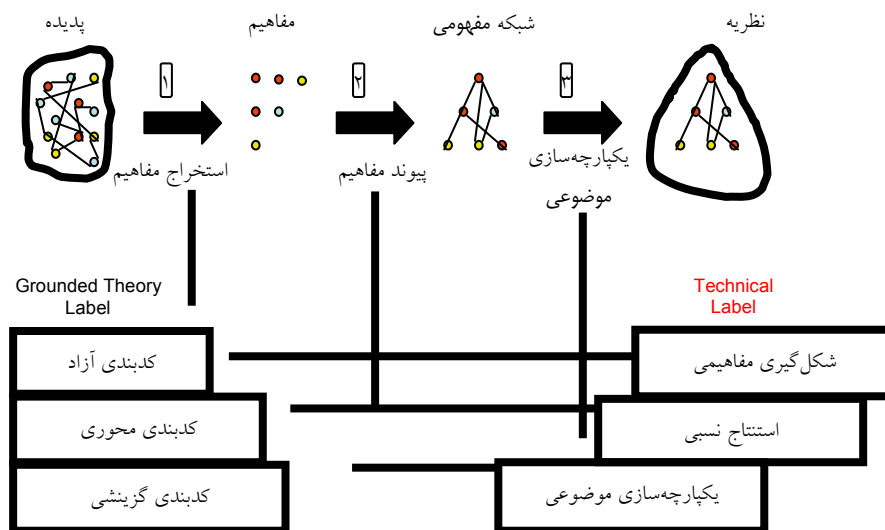 پدیده
مفاهیم
شبکه مفهومی
نظریه
۱
۲
۳
استخراج مفاهیم
پیوند مفاهیم
یکپارچه‌سازی
موضوعی
Grounded Theory
Label
Technical
Label
کدبندی آزاد
شکل‌گیری مفاهیمی
کدبندی محوری
استنتاج نسبی
کدبندی گزینشی
یکپارچه‌سازی موضوعی